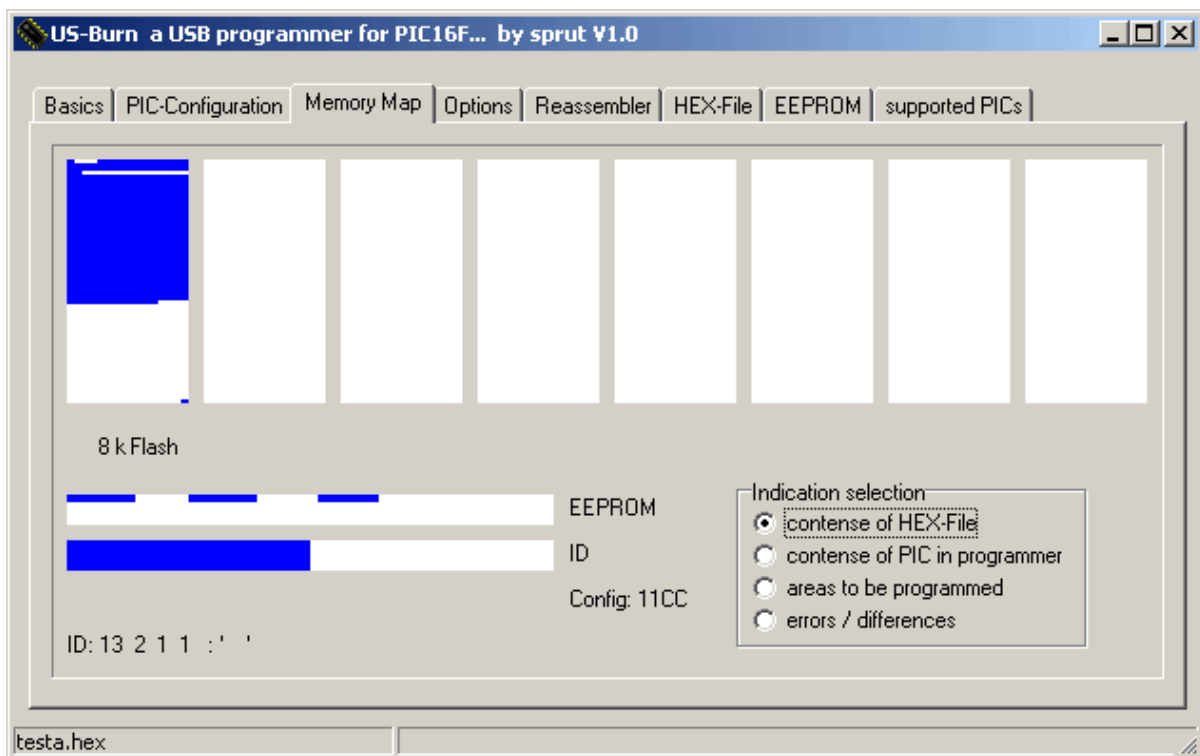 US-Burn  a USB programmer for PIC16F...  by sprut V1.0
Basics PIC-Configuration Memory Map Options Reassembler HEX-File EEPROM supported PICs
8 k Flash
EEPROM
ID
Config: 11CC
ID: 13  2  1  1   : '    '
Indication selection
contense of HEX-File
contense of PIC in programmer
areas to be programmed
errors / differences
testa.hex